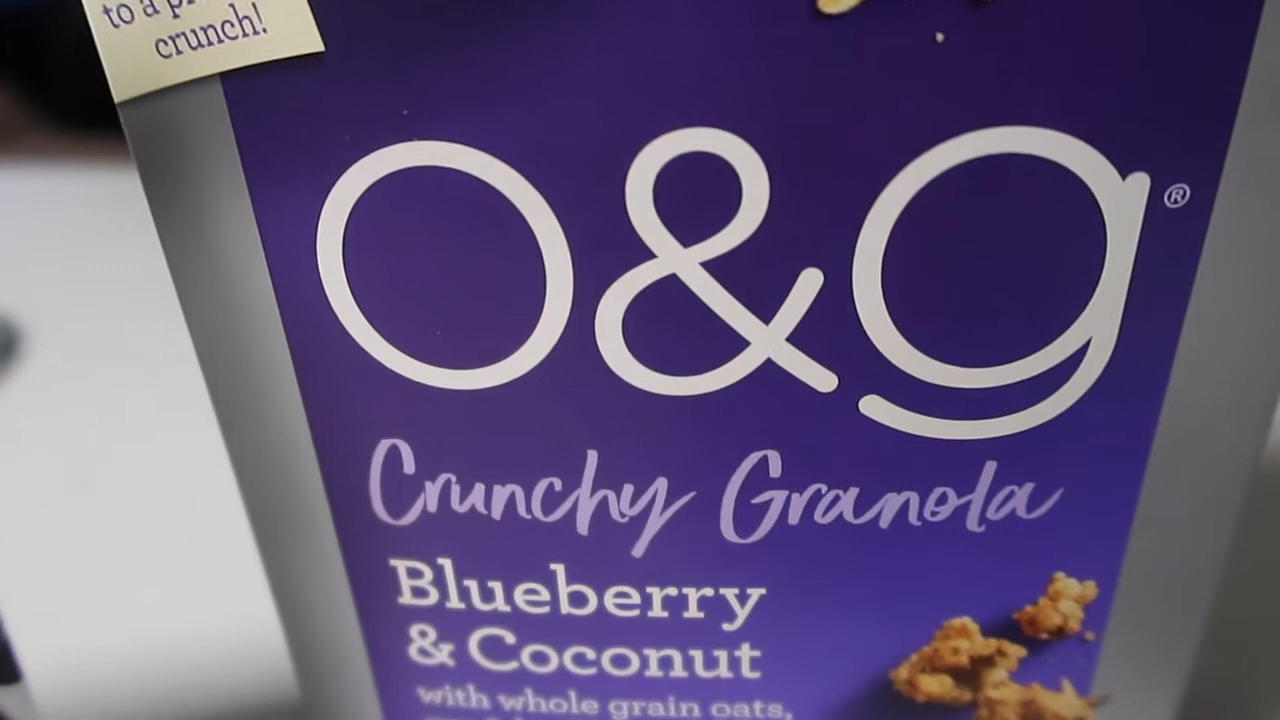 to a
crunch!
O&g®
Crunchy Granola
Blueberry
& Coconut
with whole grain oats,